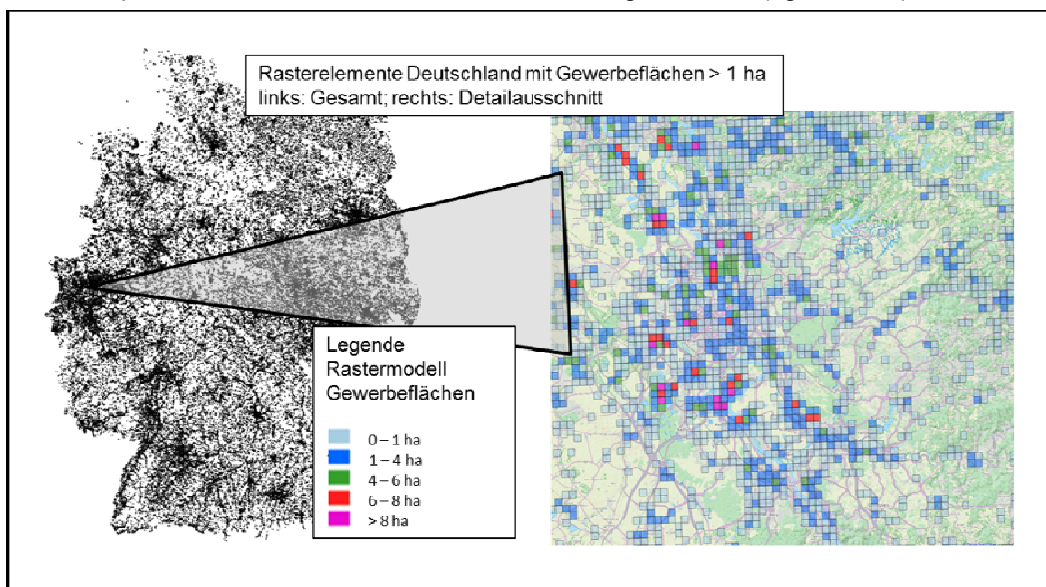 Rasterelemente Deutschland mit Gewerbeflächen > 1 ha
links: Gesamt; rechts: Detailausschnitt
Legende
Rastermodell
Gewerbeflächen
0 – 1 ha
1 – 4 ha
4 – 6 ha
6 – 8 ha
> 8 ha